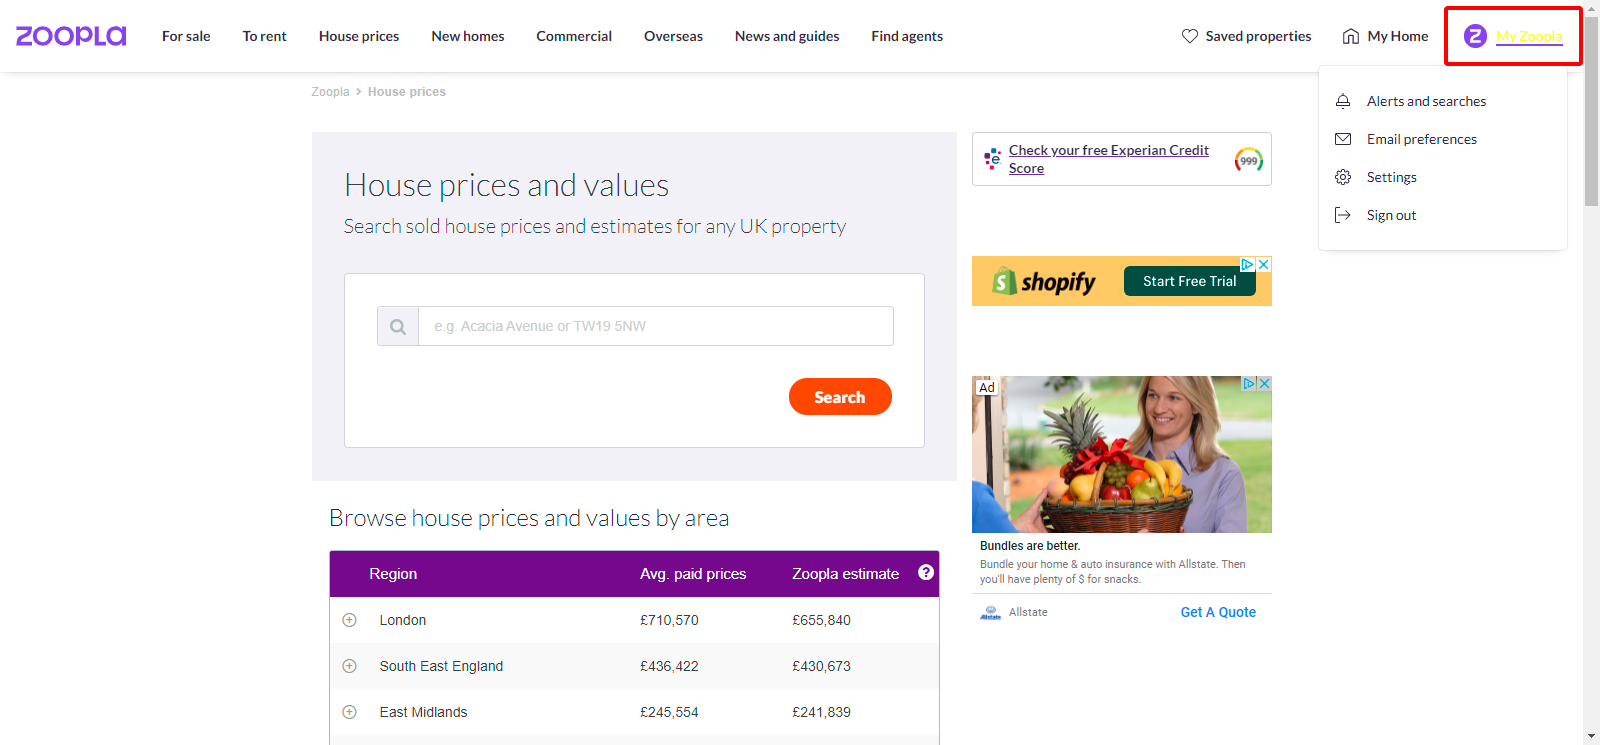 ZOOPLA For sale To rent House prices New homes Commercial Overseas News and guides Find agents Saved properties My Home Z My Zoopla
Zoopla > House prices
Alerts and searches
Email preferences
Settings
Sign out
House prices and values
Search sold house prices and estimates for any UK property
e.g. Acacia Avenue or TW19 5NW
Search
Check your free Experian Credit
Score
999
shopify Start Free Trial
Ad
Bundles are better.
Bundle your home & auto insurance with Allstate. Then
you'll have plenty of $ for snacks.
Allstate Allstate Get A Quote
Browse house prices and values by area
Region Avg. paid prices Zoopla estimate ?
London £710,570 £655,840
South East England £436,422 £430,673
East Midlands £245,554 £241,839